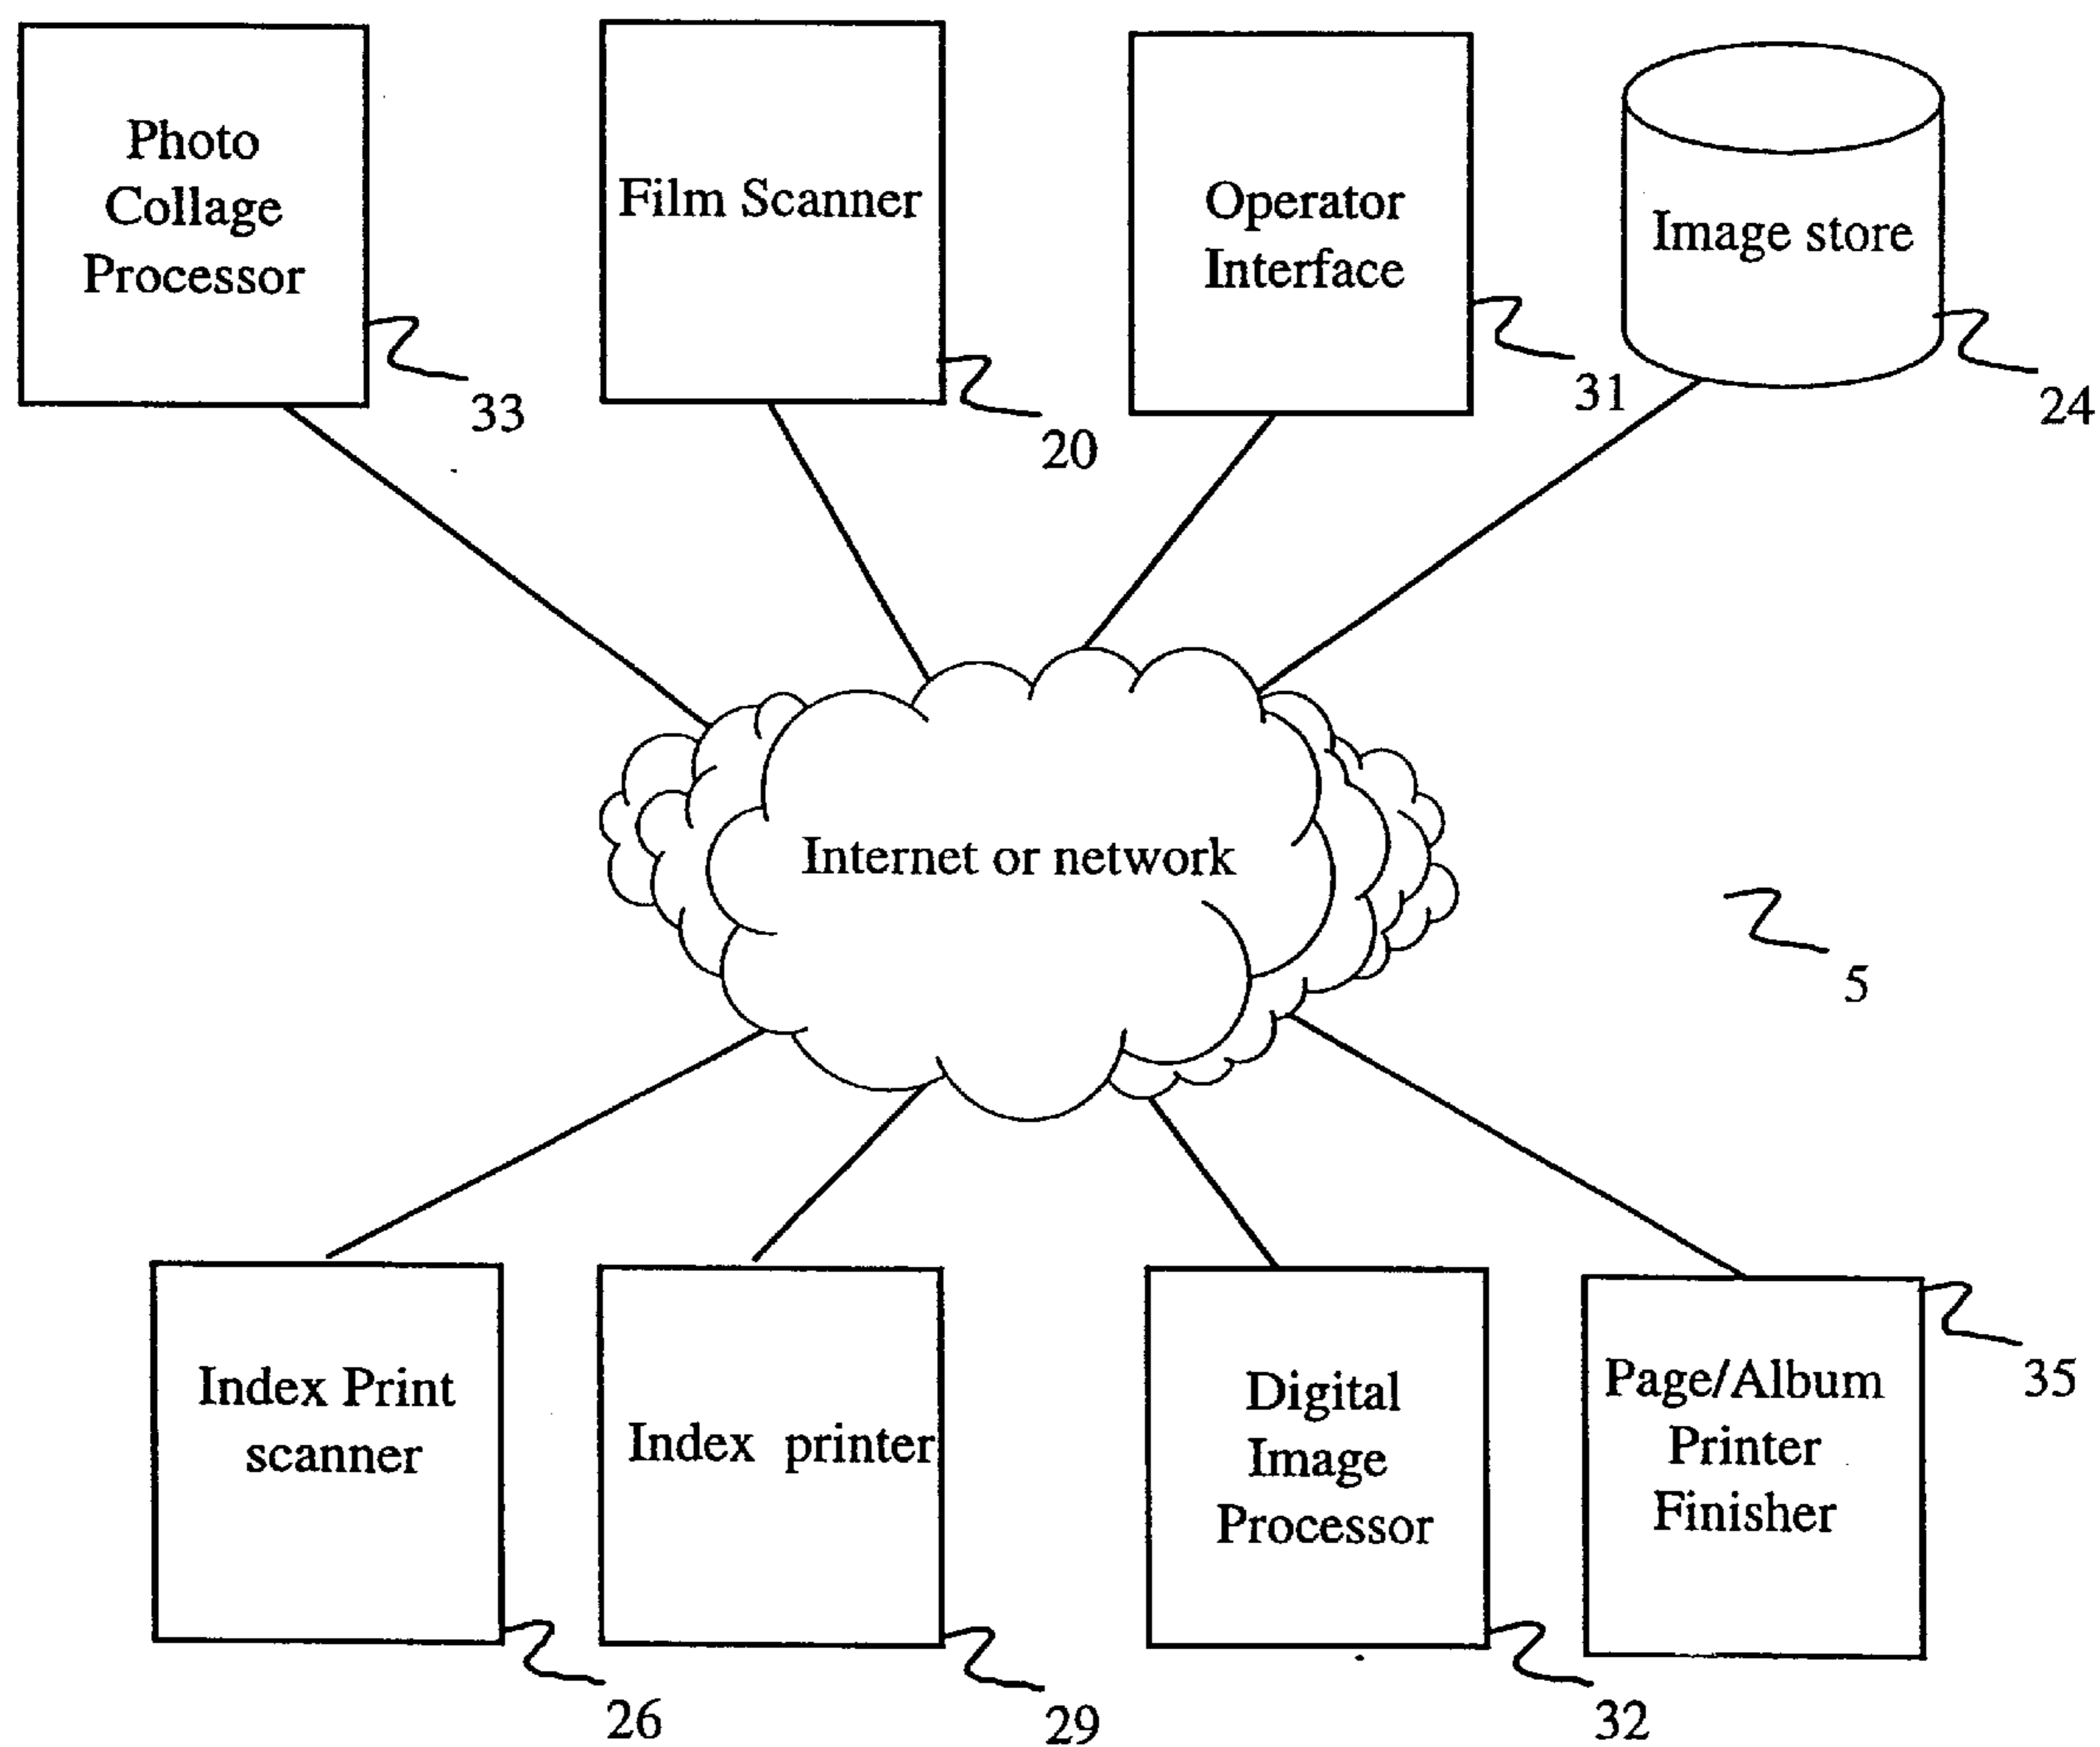 Photo
Collage
Processor
33
Film Scanner
20
Operator
Interface
31
Image store
24
Internet or network
5
Index Print
scanner
26
Index printer
29
Digital
Image
Processor
32
Page/Album
Printer
Finisher
35